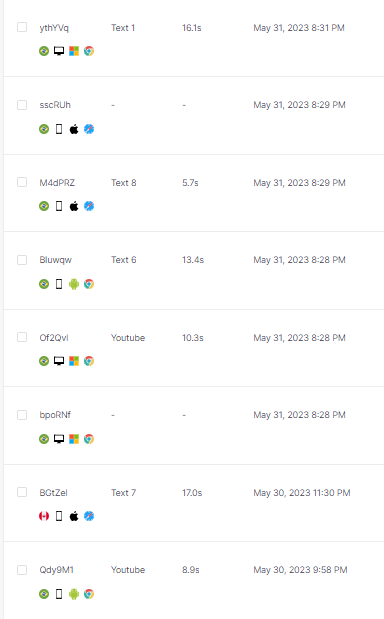 ythYVq Text 1 16.1s May 31, 2023 8:31 PM
sscRUh - - May 31, 2023 8:29 PM
M4dPRZ Text 8 5.7s May 31, 2023 8:29 PM
Bluwqw Text 6 13.4s May 31, 2023 8:28 PM
Of2Qvl Youtube 10.3s May 31, 2023 8:28 PM
bpoRNf - - May 31, 2023 8:28 PM
BGtZel Text 7 17.0s May 30, 2023 11:30 PM
Qdy9M1 Youtube 8.9s May 30, 2023 9:58 PM